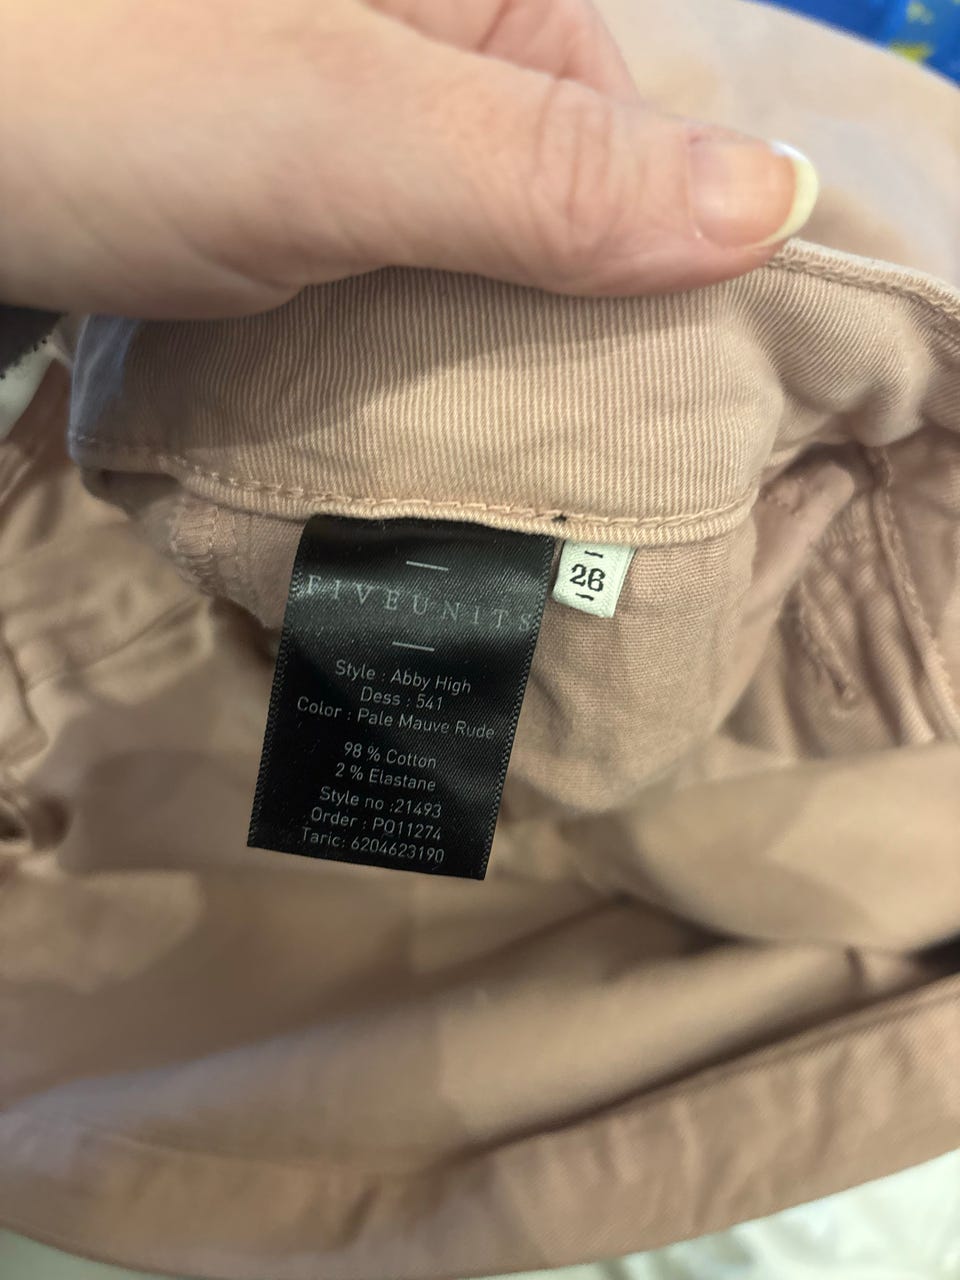 FIVEUNITS
26
Style : Abby High
Dess : 541
Color : Pale Mauve Rude
98 % Cotton
2 % Elastane
Style no :21493
Order : PO11274
Taric: 6204623190